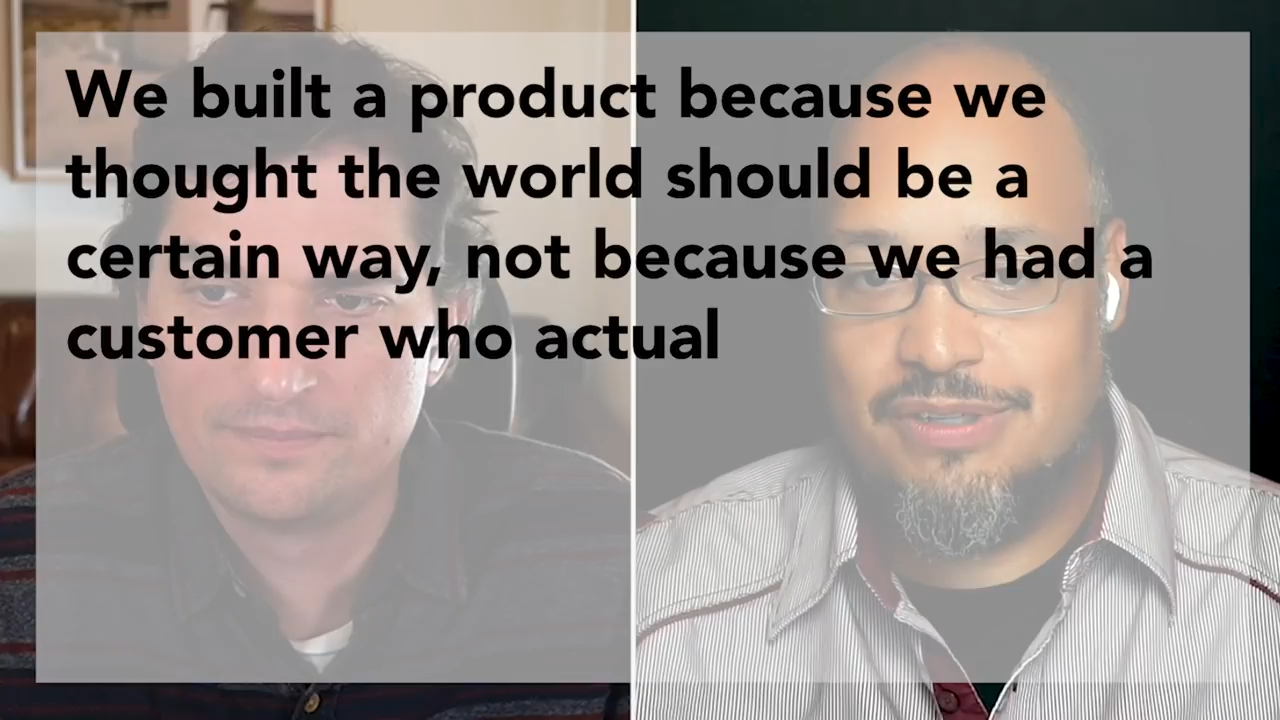 We built a product because we
thought the world should be a
certain way, not because we had a
customer who actual